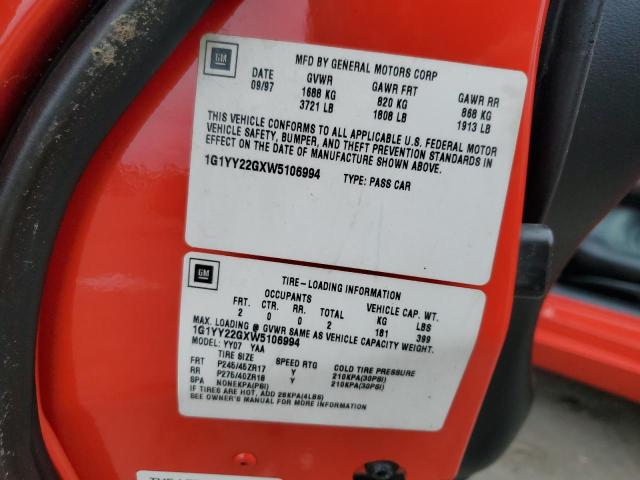 GM
MFD BY GENERAL MOTORS CORP
DATE GVWR GAWR FRT GAWR RR
09/97 1688 KG 820 KG 868 KG
3721 LB 1808 LB 1913 LB
THIS VEHICLE CONFORMS TO ALL APPLICABLE U.S. FEDERAL MOTOR
VEHICLE SAFETY, BUMPER, AND THEFT PREVENTION STANDARDS IN
EFFECT ON THE DATE OF MANUFACTURE SHOWN ABOVE.
1G1YY22GXW5106994 TYPE: PASS CAR
GM
TIRE-LOADING INFORMATION
OCCUPANTS VEHICLE CAP. WT.
FRT. CTR. RR. TOTAL KG LBS
2 0 0 2 181 399
MAX. LOADING @ GVWR SAME AS VEHICLE CAPACITY WEIGHT.
1G1YY22GXW5106994
MODEL: YY07 YAA
TIRE SIZE SPEED RTG COLD TIRE PRESSURE
FRT P245/45ZR17 Y 210KPA(30PSI)
RR P275/40ZR18 Y 210KPA(30PSI)
SPA NONEKPA(PSI)
IF TIRES ARE HOT, ADD 28KPA(4LBS)
SEE OWNER'S MANUAL FOR MORE INFORMATION